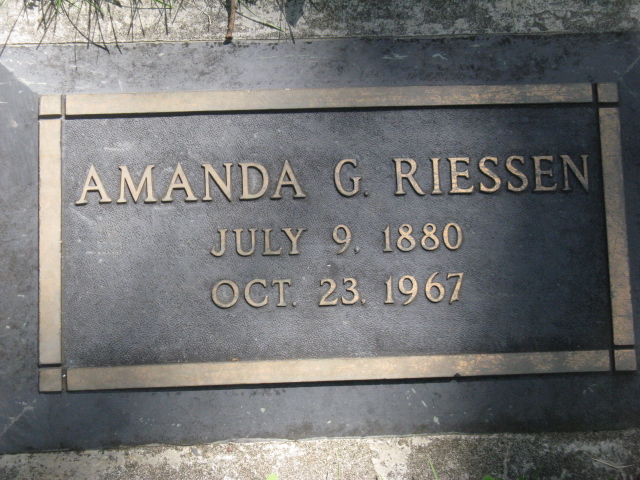 AMANDA G. RIESSEN
JULY 9, 1880
OCT. 23, 1967